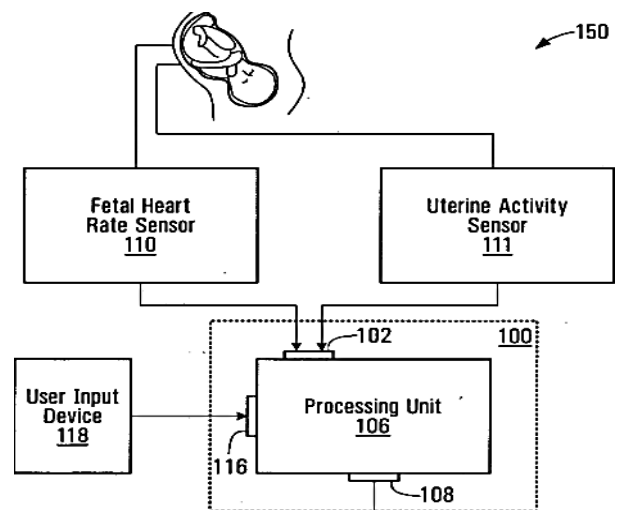 150
Fetal Heart
Rate Sensor
110
Uterine Activity
Sensor
111
102
100
User Input
Device
118
Processing Unit
106
116
108